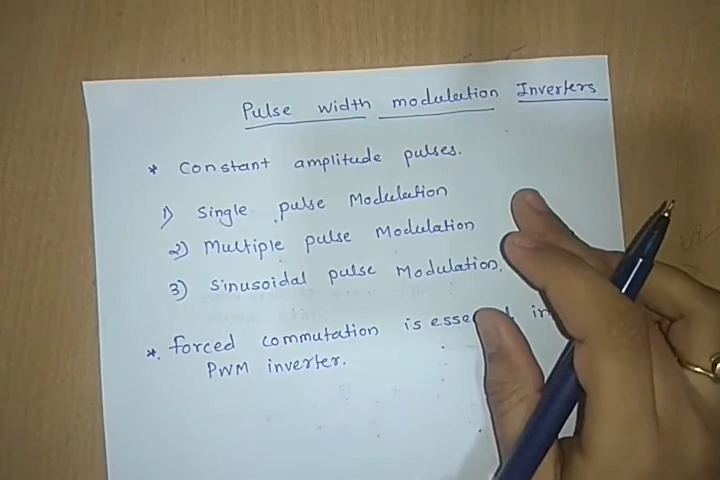 Pulse width modulation Inverters
* Constant amplitude pulses.
1) Single pulse Modulation
2) Multiple pulse Modulation
3) Sinusoidal pulse Modulation.
*. forced commutation is
PWM inverter.